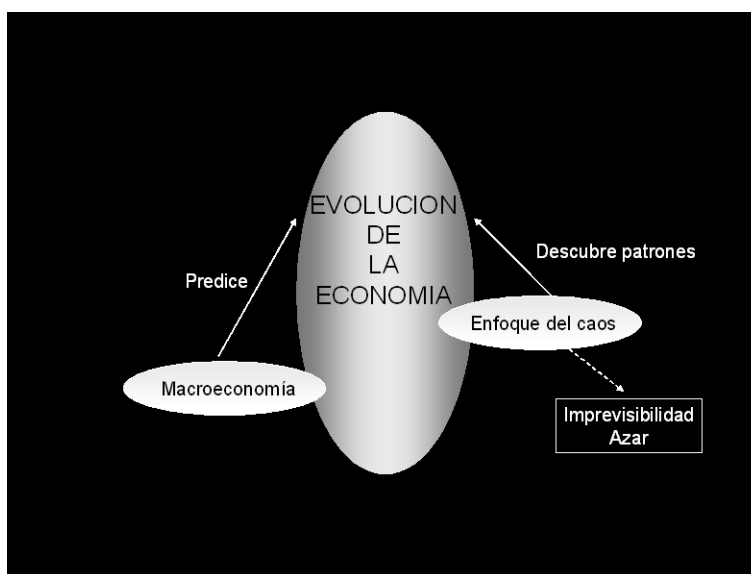 EVOLUCION
DE
LA
ECONOMIA
Predice
Macroeconomía
Descubre patrones
Enfoque del caos
Imprevisibilidad
Azar